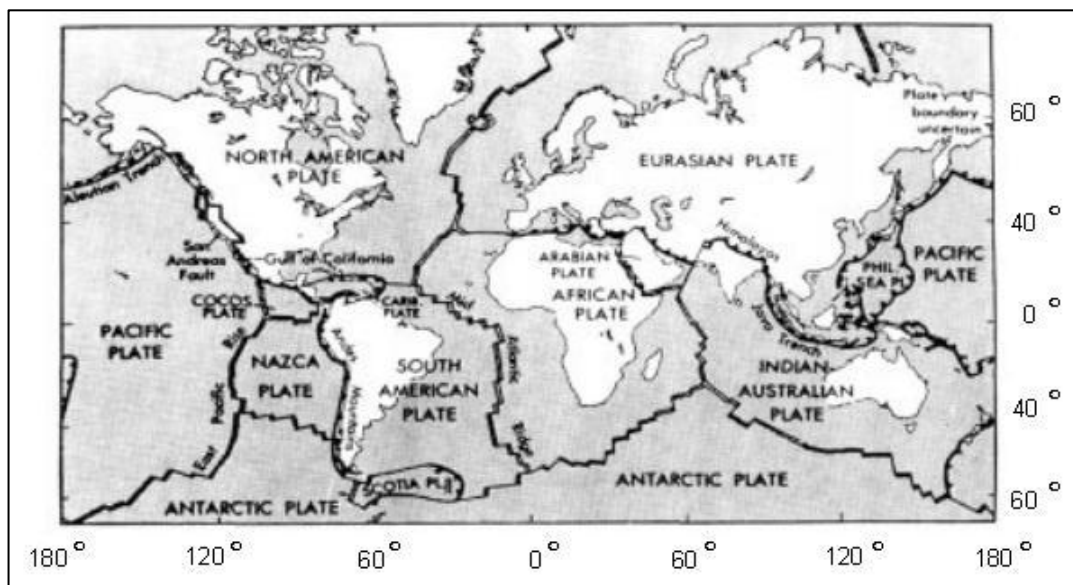 Plate
boundary
uncertain
60°
NORTH AMERICAN
PLATE
EURASIAN PLATE
Aleutian Trench
40°
San
Andreas
Fault
Gulf of California
Himalayas
ARABIAN
PLATE
PACIFIC
PLATE
PHIL
SEA PL
COCOS
PLATE
CARIB
PLATE
Mid
AFRICAN
PLATE
0°
PACIFIC
PLATE
Rise
Andes
Java
Trench
NAZCA
PLATE
SOUTH
AMERICAN
PLATE
Atlantic
INDIAN
AUSTRALIAN
PLATE
Pacific
Mountains
40°
East
Ridge
SCOTIA PL
ANTARCTIC PLATE
ANTARCTIC PLATE
60°
180°
120°
60°
0°
60°
120°
180°